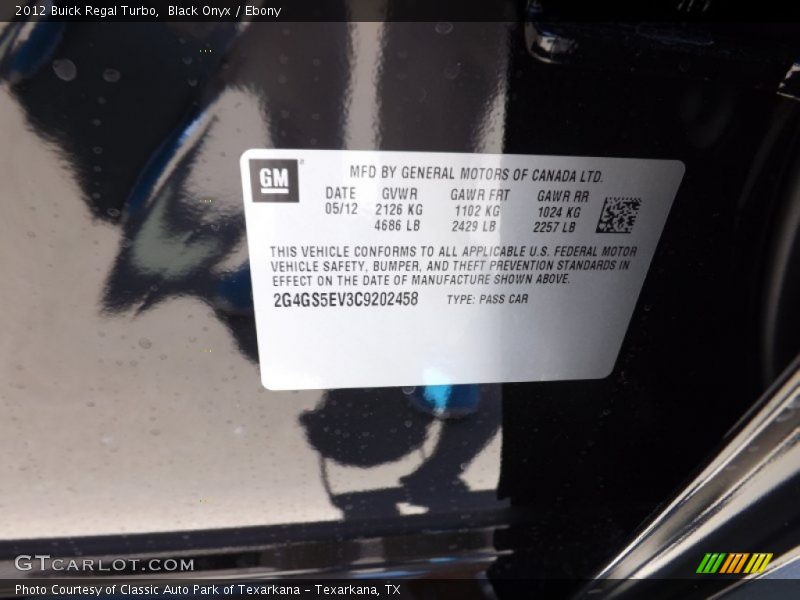 2012 Buick Regal Turbo,  Black Onyx / Ebony
GM
MFD BY GENERAL MOTORS OF CANADA LTD.
DATE GVWR GAWR FRT GAWR RR
05/12 2126 KG 1102 KG 1024 KG
4686 LB 2429 LB 2257 LB
THIS VEHICLE CONFORMS TO ALL APPLICABLE U.S. FEDERAL MOTOR
VEHICLE SAFETY, BUMPER, AND THEFT PREVENTION STANDARDS IN
EFFECT ON THE DATE OF MANUFACTURE SHOWN ABOVE.
2G4GS5EV3C9202458 TYPE: PASS CAR
GTCARLOT.COM
Photo Courtesy of Classic Auto Park of Texarkana - Texarkana, TX